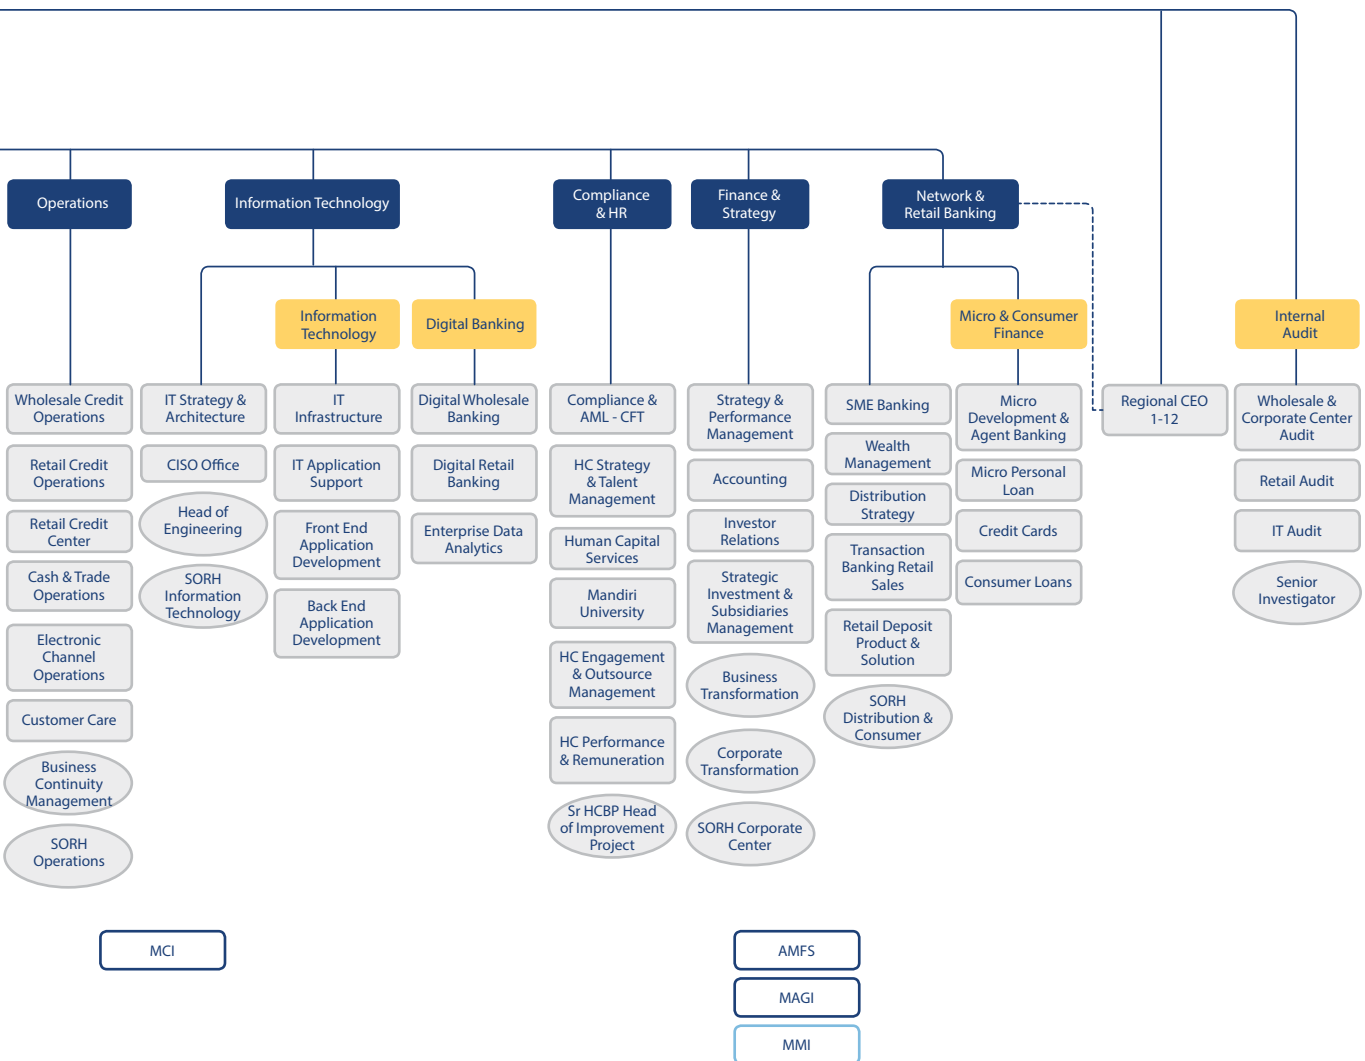 Operations
Information Technology
Compliance
& HR
Finance &
Strategy
Network &
Retail Banking
Information
Technology
Digital Banking
Micro & Consumer
Finance
Internal
Audit
Wholesale Credit
Operations
Retail Credit
Operations
Retail Credit
Center
Cash & Trade
Operations
Electronic
Channel
Operations
Customer Care
Business
Continuity
Management
SORH
Operations
IT Strategy &
Architecture
CISO Office
Head of
Engineering
SORH
Information
Technology
IT
Infrastructure
IT Application
Support
Front End
Application
Development
Back End
Application
Development
Digital Wholesale
Banking
Digital Retail
Banking
Enterprise Data
Analytics
Compliance &
AML - CFT
HC Strategy
& Talent
Management
Human Capital
Services
Mandiri
University
HC Engagement
& Outsource
Management
HC Performance
& Remuneration
Sr HCBP Head
of Improvement
Project
Strategy &
Performance
Management
Accounting
Investor
Relations
Strategic
Investment &
Subsidiaries
Management
Business
Transformation
Corporate
Transformation
SORH Corporate
Center
SME Banking
Wealth
Management
Distribution
Strategy
Transaction
Banking Retail
Sales
Retail Deposit
Product &
Solution
SORH
Distribution &
Consumer
Micro
Development &
Agent Banking
Micro Personal
Loan
Credit Cards
Consumer Loans
Regional CEO
1-12
Wholesale &
Corporate Center
Audit
Retail Audit
IT Audit
Senior
Investigator
MCI
AMFS
MAGI
MMI